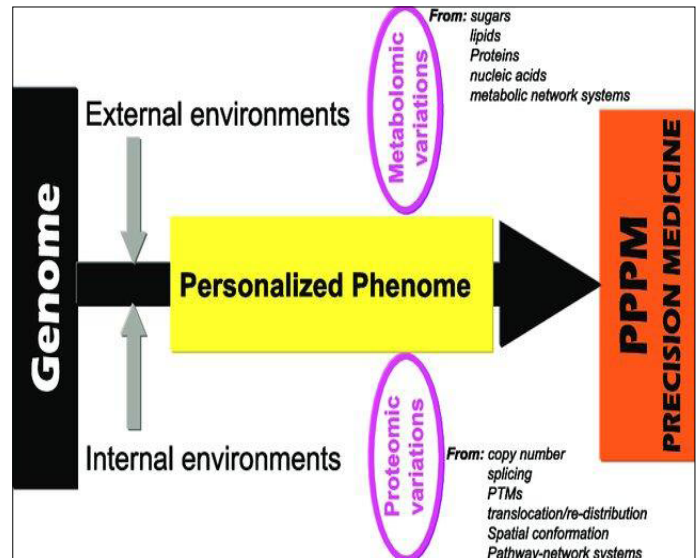 Genome
External environments
Internal environments
Personalized Phenome
Metabolomic
variations
From: sugars
lipids
Proteins
nucleic acids
metabolic network systems
Proteomic
variations
From: copy number
splicing
PTMs
translocation/re-distribution
Spatial conformation
Pathway-network systems
PPPM
PRECISION MEDICINE